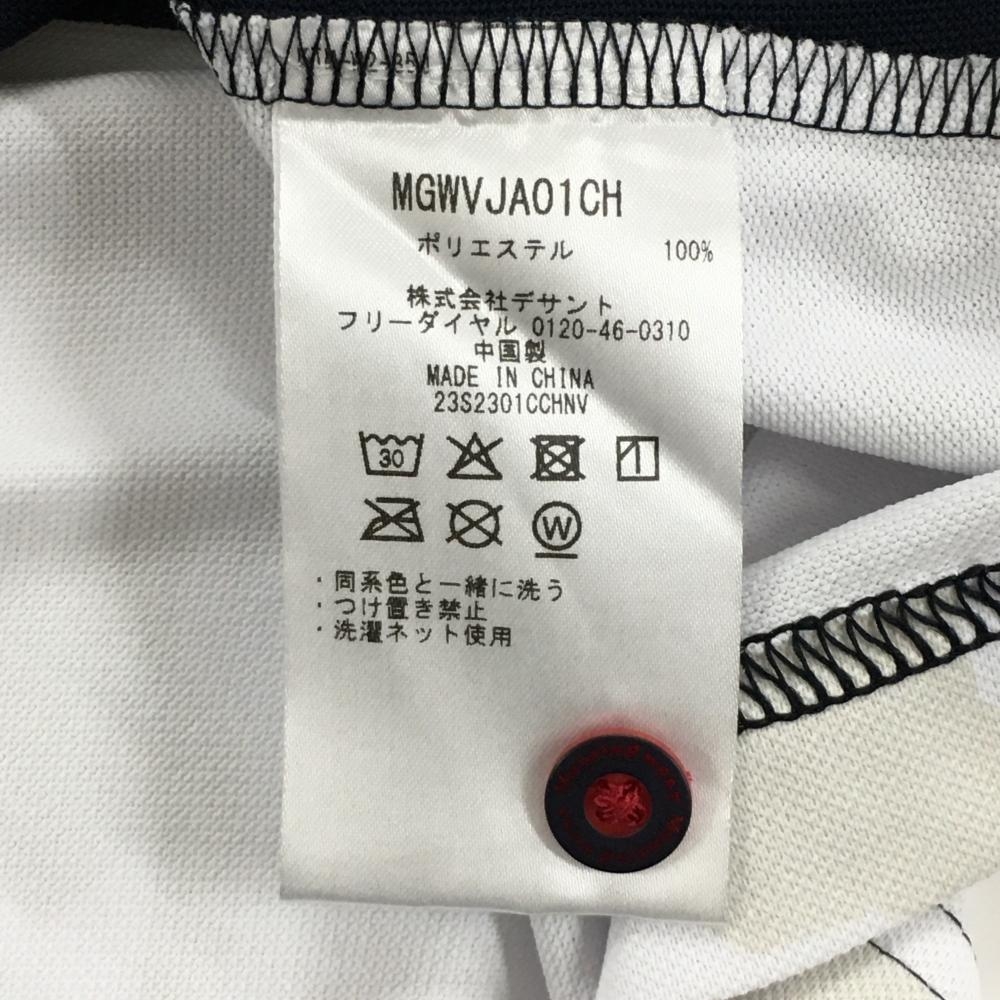 MGWVJA01CH
ポリエステル 100%
株式会社デサント
フリーダイヤル 0120-46-0310
中国製
MADE IN CHINA
23S2301CCHNV
30
W
・同系色と一緒に洗う
・つけ置き禁止
・洗濯ネット使用